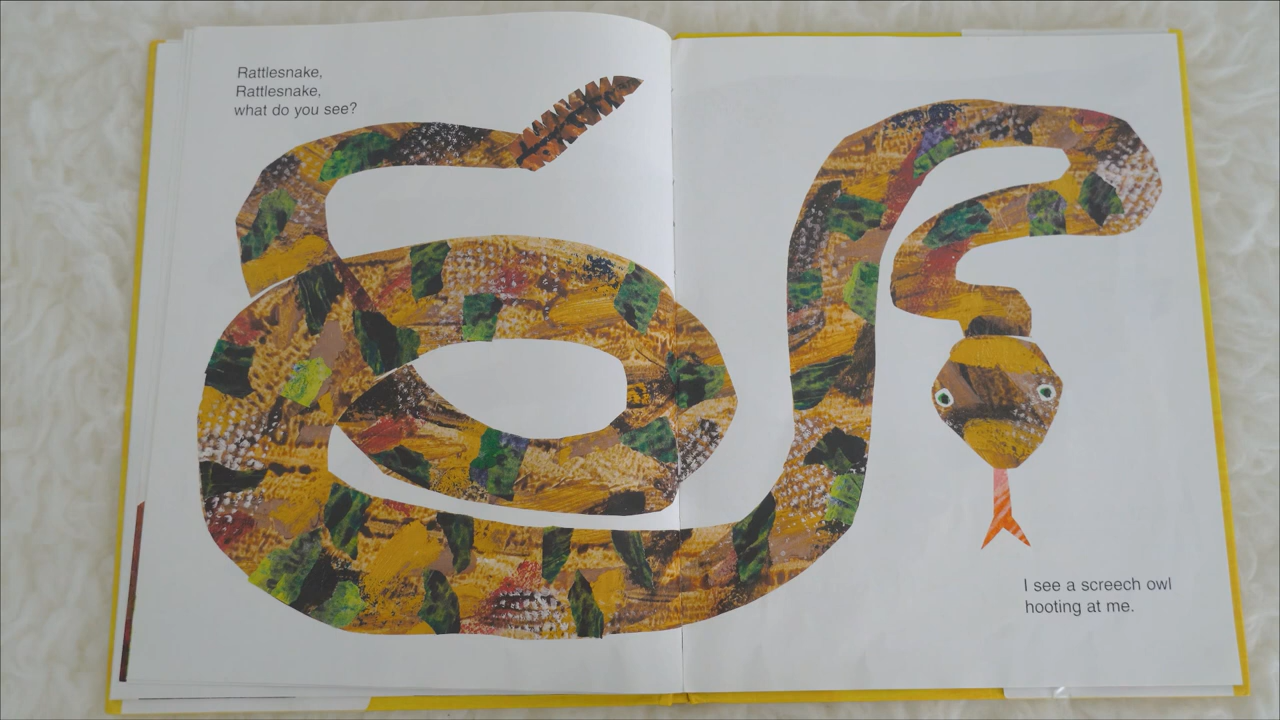 Rattlesnake,
Rattlesnake,
what do you see?
I see a screech owl
hooting at me.